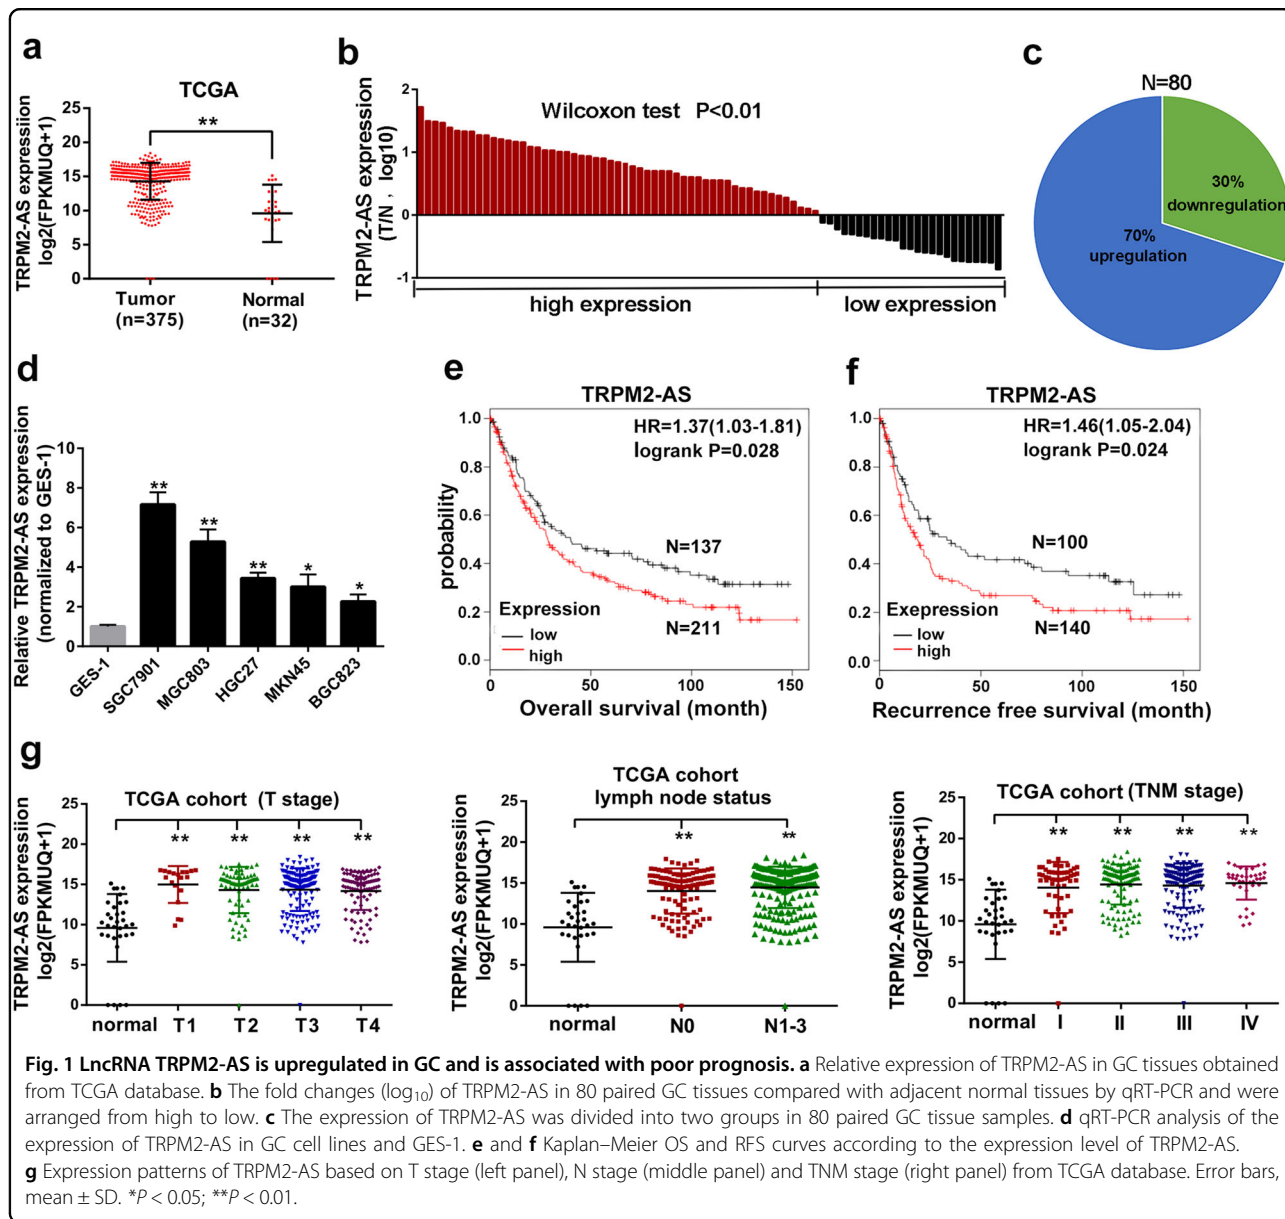 a
TCGA
**
TRPM2-AS expresiion
log2(FPKMUQ+1)
25
20
15
10
5
0
Tumor
(n=375)
Normal
(n=32)
b
Wilcoxon test P<0.01
TRPM2-AS expression
(T/N , log10)
2
1
0
-1
high expression
low expression
c
N=80
30%
downregulation
70%
upregulation
d
Relative TRPM2-AS expression
(normalized to GES-1)
10
8
6
4
2
0
**
**
**
*
*
GES-1
SGC7901
MGC803
HGC27
MKN45
BGC823
e
TRPM2-AS
HR=1.37(1.03-1.81)
logrank P=0.028
probability
1.0
0.8
0.6
0.4
0.2
0.0
N=137
N=211
Expression
low
high
0 50 100 150
Overall survival (month)
f
TRPM2-AS
HR=1.46(1.05-2.04)
logrank P=0.024
1.0
0.8
0.6
0.4
0.2
0.0
N=100
N=140
Exepression
low
high
0 50 100 150
Recurrence free survival (month)
g
TCGA cohort (T stage)
** ** ** **
TRPM2-AS expresiion
log2(FPKMUQ+1)
25
20
15
10
5
0
normal T1 T2 T3 T4
TCGA cohort
lymph node status
** **
TRPM2-AS expresiion
log2(FPKMUQ+1)
25
20
15
10
5
0
normal N0 N1-3
TCGA cohort (TNM stage)
** ** ** **
TRPM2-AS expresiion
log2(FPKMUQ+1)
25
20
15
10
5
0
normal I II III IV
Fig. 1 LncRNA TRPM2-AS is upregulated in GC and is associated with poor prognosis. a Relative expression of TRPM2-AS in GC tissues obtained
from TCGA database. b The fold changes (log10) of TRPM2-AS in 80 paired GC tissues compared with adjacent normal tissues by qRT-PCR and were
arranged from high to low. c The expression of TRPM2-AS was divided into two groups in 80 paired GC tissue samples. d qRT-PCR analysis of the
expression of TRPM2-AS in GC cell lines and GES-1. e and f Kaplan–Meier OS and RFS curves according to the expression level of TRPM2-AS.
g Expression patterns of TRPM2-AS based on T stage (left panel), N stage (middle panel) and TNM stage (right panel) from TCGA database. Error bars,
mean ± SD. *P < 0.05; **P < 0.01.